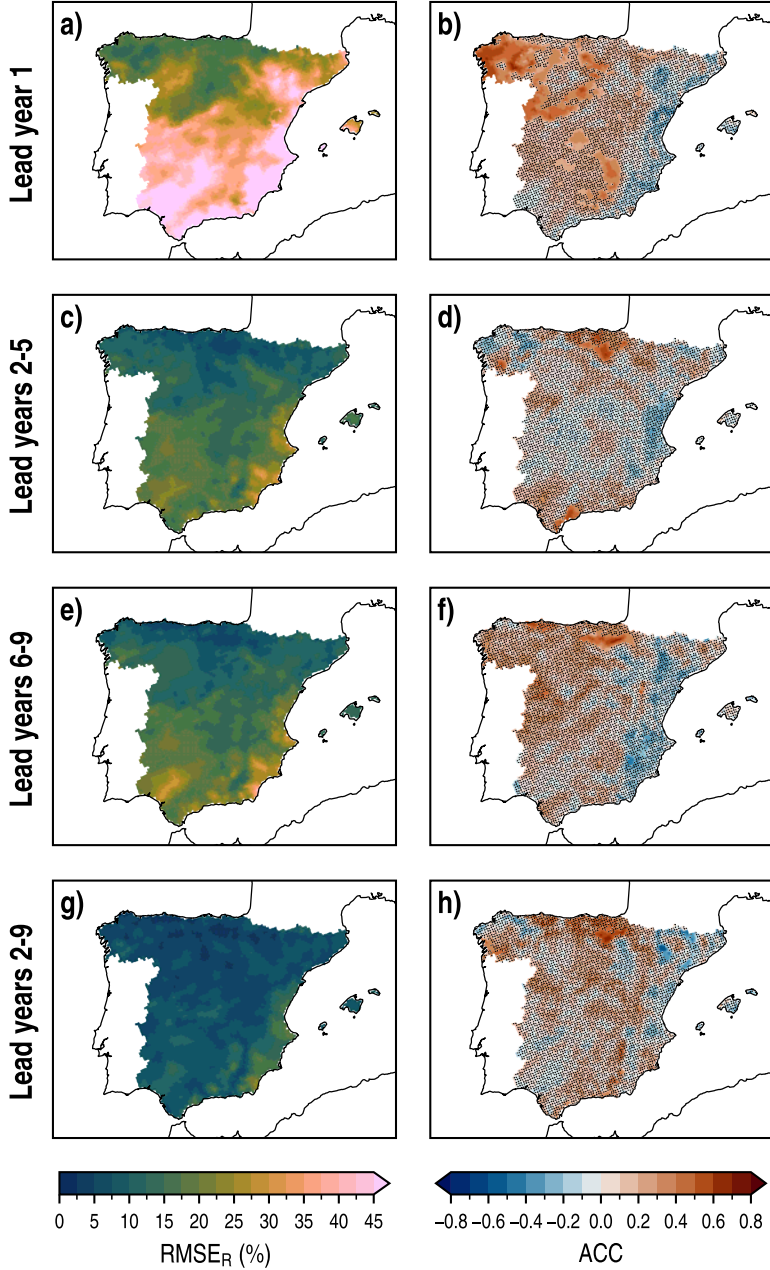 a)
b)
Lead year 1
c)
d)
Lead years 2-5
e)
f)
Lead years 6-9
g)
h)
Lead years 2-9
0 5 10 15 20 25 30 35 40 45
RMSE_R (%)
−0.8 −0.6 −0.4 −0.2 0.0 0.2 0.4 0.6 0.8
ACC